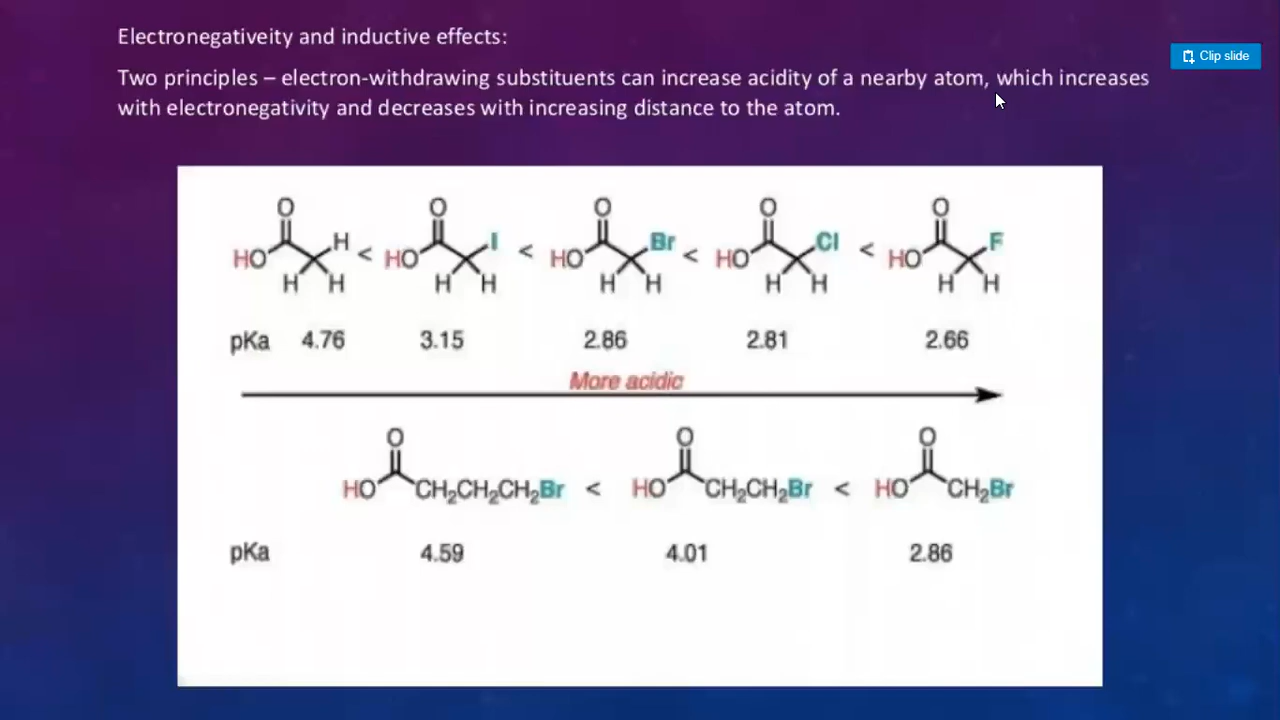 Electronegativeity and inductive effects:
Clip slide
Two principles – electron-withdrawing substituents can increase acidity of a nearby atom, which increases
with electronegativity and decreases with increasing distance to the atom.
O O O O O
HO H < HO I < HO Br < HO Cl < HO F
H H H H H H H H H H
pKa 4.76 3.15 2.86 2.81 2.66
More acidic
O O O
HO CH₂CH₂CH₂Br < HO CH₂CH₂Br < HO CH₂Br
pKa 4.59 4.01 2.86